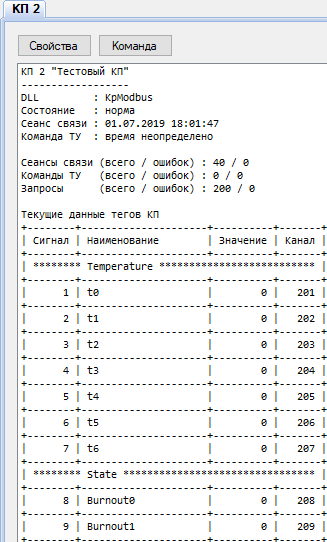 КП 2
Свойства Команда
КП 2 "Тестовый КП"
-----------------
DLL : KpModbus
Состояние : норма
Сеанс связи : 01.07.2019 18:01:47
Команда ТУ : время неопределено
Сеансы связи (всего / ошибок) : 40 / 0
Команды ТУ (всего / ошибок) : 0 / 0
Запросы (всего / ошибок) : 200 / 0
Текущие данные тегов КП
+--------+--------------------+----------+-------+
| Сигнал | Наименование | Значение | Канал |
+--------+--------------------+----------+-------+
| ******** Temperature ************************** |
+--------+--------------------+----------+-------+
| 1 | t0 | 0 | 201 |
+--------+--------------------+----------+-------+
| 2 | t1 | 0 | 202 |
+--------+--------------------+----------+-------+
| 3 | t2 | 0 | 203 |
+--------+--------------------+----------+-------+
| 4 | t3 | 0 | 204 |
+--------+--------------------+----------+-------+
| 5 | t4 | 0 | 205 |
+--------+--------------------+----------+-------+
| 6 | t5 | 0 | 206 |
+--------+--------------------+----------+-------+
| 7 | t6 | 0 | 207 |
+--------+--------------------+----------+-------+
| ******** State ******************************** |
+--------+--------------------+----------+-------+
| 8 | Burnout0 | 0 | 208 |
+--------+--------------------+----------+-------+
| 9 | Burnout1 | 0 | 209 |
+--------+--------------------+----------+-------+